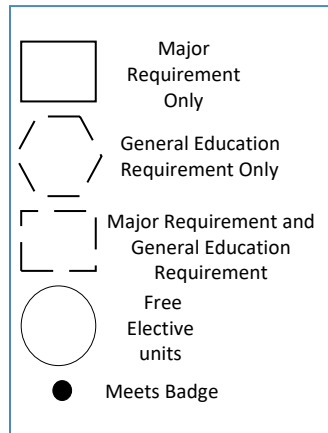 Major
Requirement
Only
General Education
Requirement Only
Major Requirement and
General Education
Requirement
Free
Elective
units
Meets Badge